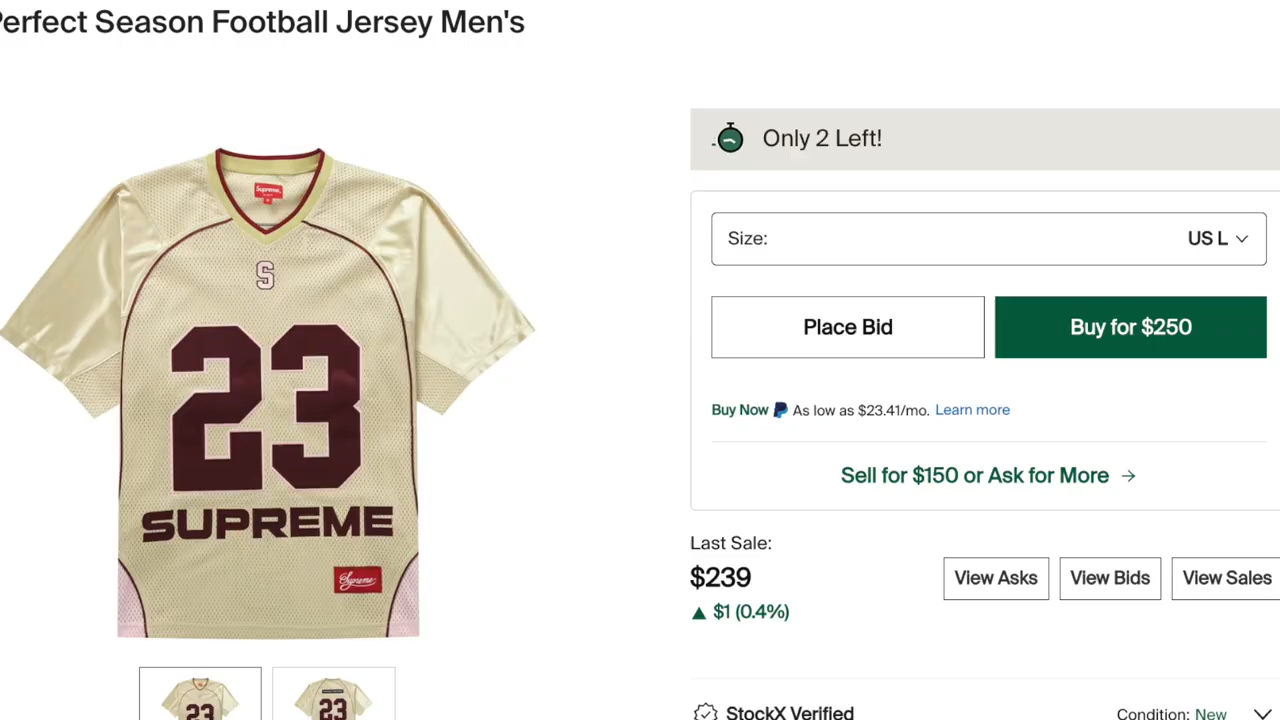 Perfect Season Football Jersey Men's
Only 2 Left!
Size:
US L
Place Bid
Buy for $250
Buy Now
As low as $23.41/mo. Learn more
Sell for $150 or Ask for More →
Last Sale:
$239
▲ $1 (0.4%)
View Asks
View Bids
View Sales
StockX Verified
Condition: New
Supreme
S
23
SUPREME
Supreme
23
23